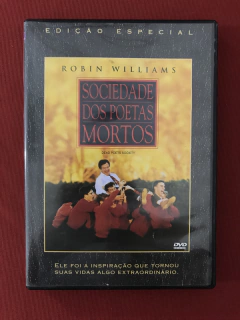 EDIÇÃO ESPECIAL
ROBIN WILLIAMS
SOCIEDADE
DOS POETAS
MORTOS
DVD
ELE FOI A INSPIRAÇÃO QUE TORNOU
SUAS VIDAS ALGO EXTRAORDINÁRIO.